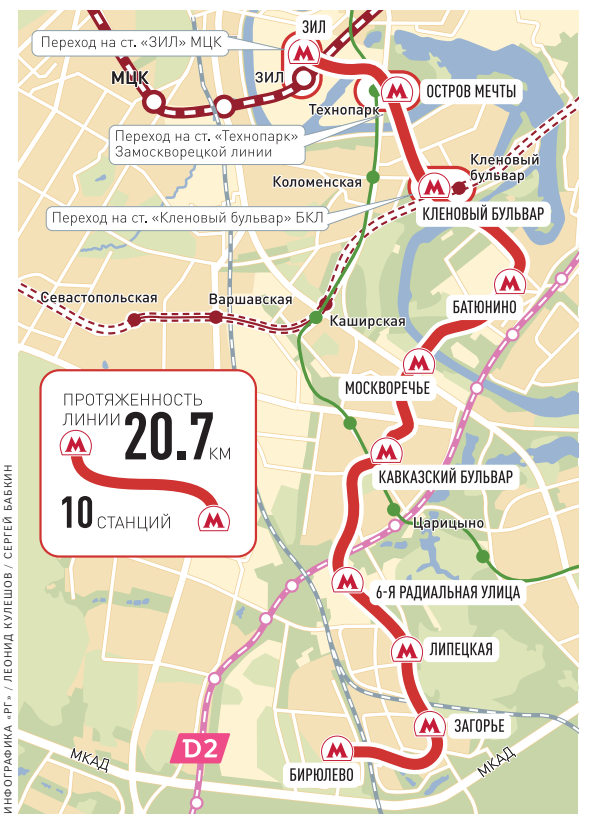 ЗИЛ
Переход на ст. «ЗИЛ» МЦК
МЦК
ЗИЛ
ОСТРОВ МЕЧТЫ
Технопарк
Переход на ст. «Технопарк»
Замоскворецкой линии
Кленовый
бульвар
Коломенская
КЛЕНОВЫЙ БУЛЬВАР
Переход на ст. «Кленовый бульвар» БКЛ
Севастопольская
Варшавская
БАТЮНИНО
Каширская
МОСКВОРЕЧЬЕ
ПРОТЯЖЕННОСТЬ
ЛИНИИ 20.7 КМ
10 СТАНЦИЙ
КАВКАЗСКИЙ БУЛЬВАР
Царицыно
6-Я РАДИАЛЬНАЯ УЛИЦА
ЛИПЕЦКАЯ
ЗАГОРЬЕ
D2
БИРЮЛЕВО
МКАД
МКАД
ИНФОГРАФИКА «РГ» / ЛЕОНИД КУЛЕШОВ / СЕРГЕЙ БАБКИН